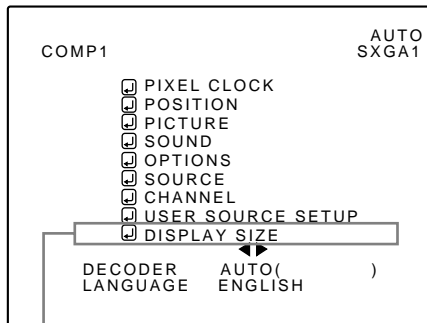 AUTO
COMP1 SXGA1
PIXEL CLOCK
POSITION
PICTURE
SOUND
OPTIONS
SOURCE
CHANNEL
USER SOURCE SETUP
DISPLAY SIZE
DECODER AUTO( )
LANGUAGE ENGLISH